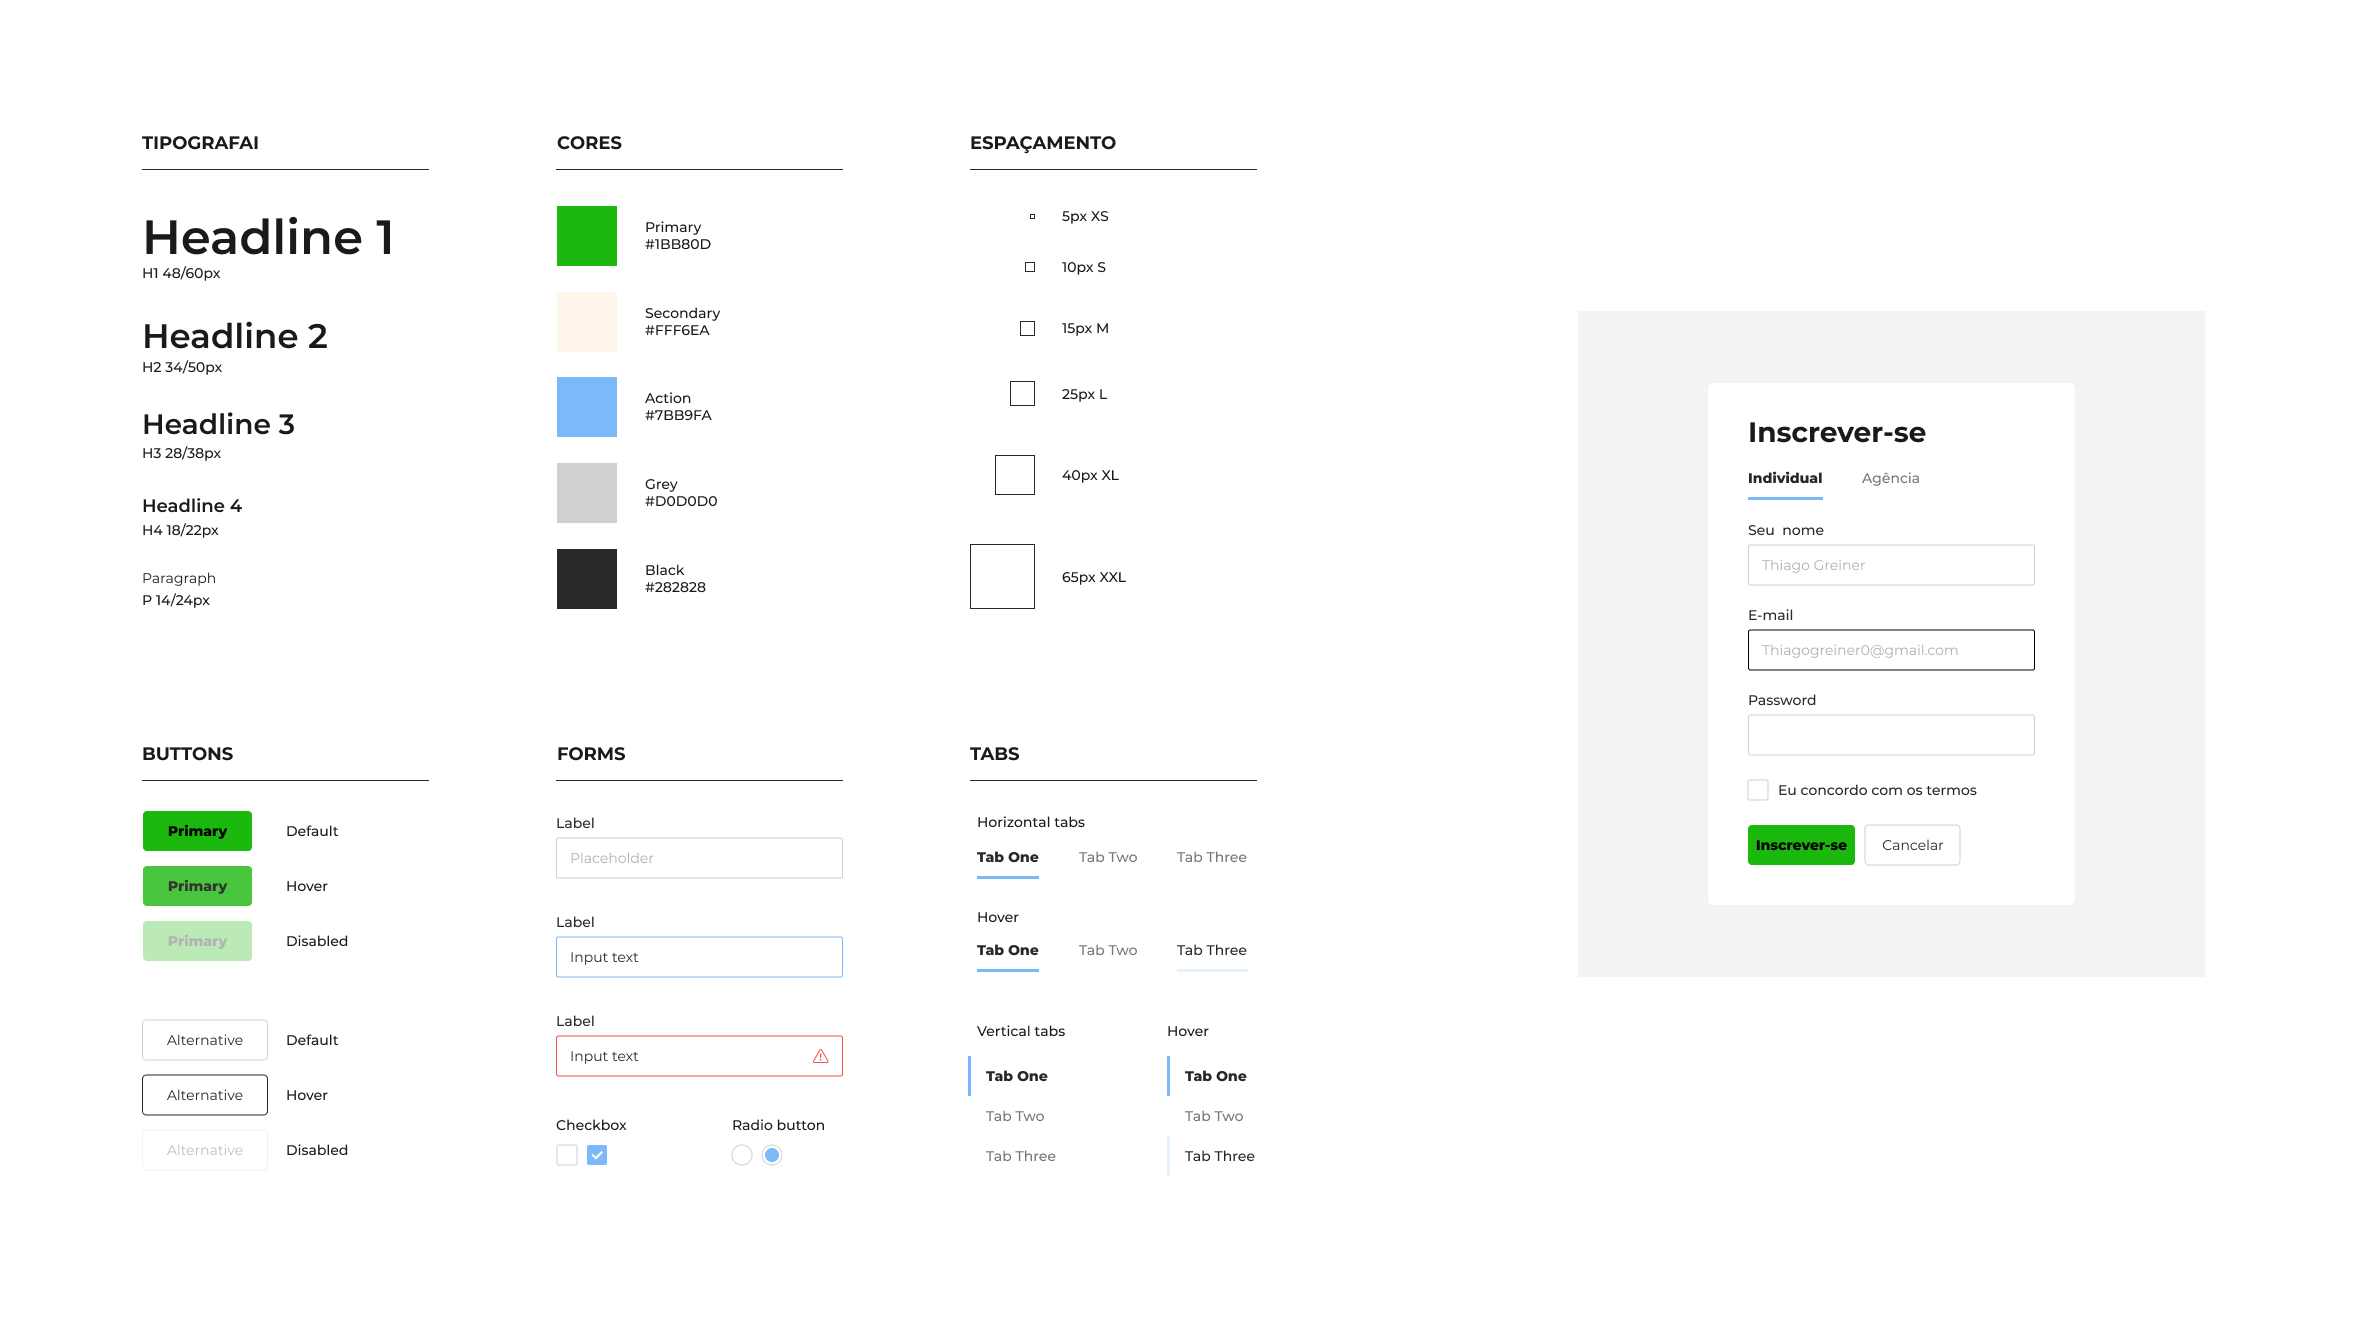 TIPOGRAFAI
Headline 1
H1 48/60px
Headline 2
H2 34/50px
Headline 3
H3 28/38px
Headline 4
H4 18/22px
Paragraph
P 14/24px
CORES
Primary
#1BB80D
Secondary
#FFF6EA
Action
#7BB9FA
Grey
#D0D0D0
Black
#282828
ESPAÇAMENTO
5px XS
10px S
15px M
25px L
40px XL
65px XXL
BUTTONS
Primary Default
Primary Hover
Primary Disabled
Alternative Default
Alternative Hover
Alternative Disabled
FORMS
Label
Placeholder
Label
Input text
Label
Input text
Checkbox Radio button
TABS
Horizontal tabs
Tab One Tab Two Tab Three
Hover
Tab One Tab Two Tab Three
Vertical tabs
Tab One
Tab Two
Tab Three
Hover
Tab One
Tab Two
Tab Three
Inscrever-se
Individual Agência
Seu  nome
Thiago Greiner
E-mail
Thiagogreiner0@gmail.com
Password
Eu concordo com os termos
Inscrever-se Cancelar